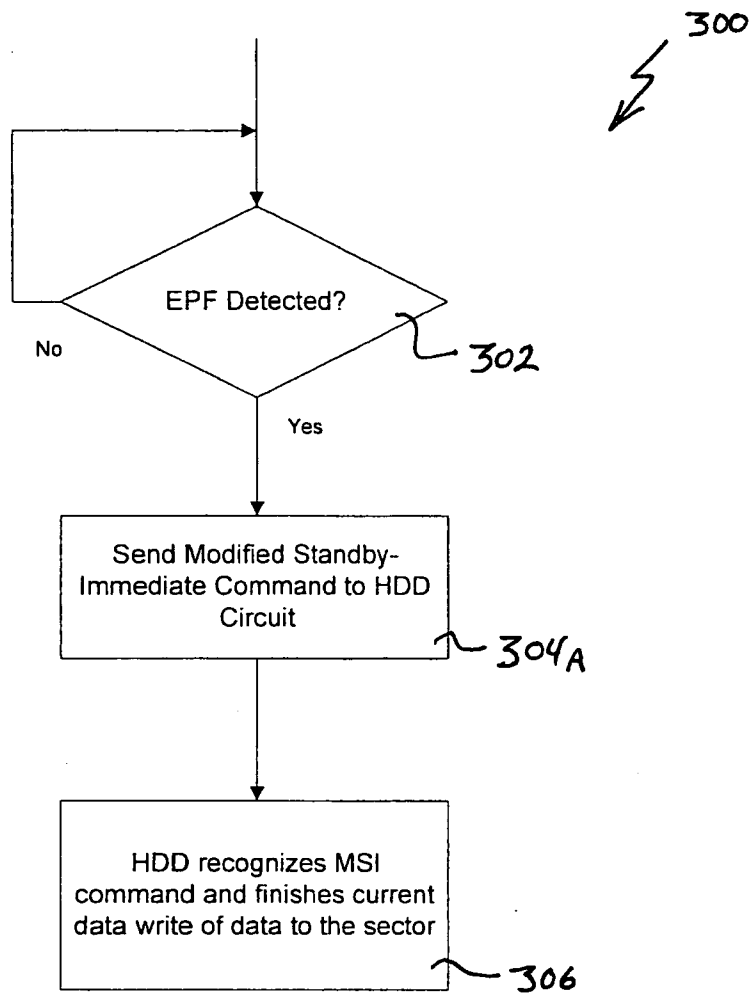 300
EPF Detected?
302
No
Yes
Send Modified Standby-
Immediate Command to HDD
Circuit
304A
HDD recognizes MSI
command and finishes current
data write of data to the sector
306